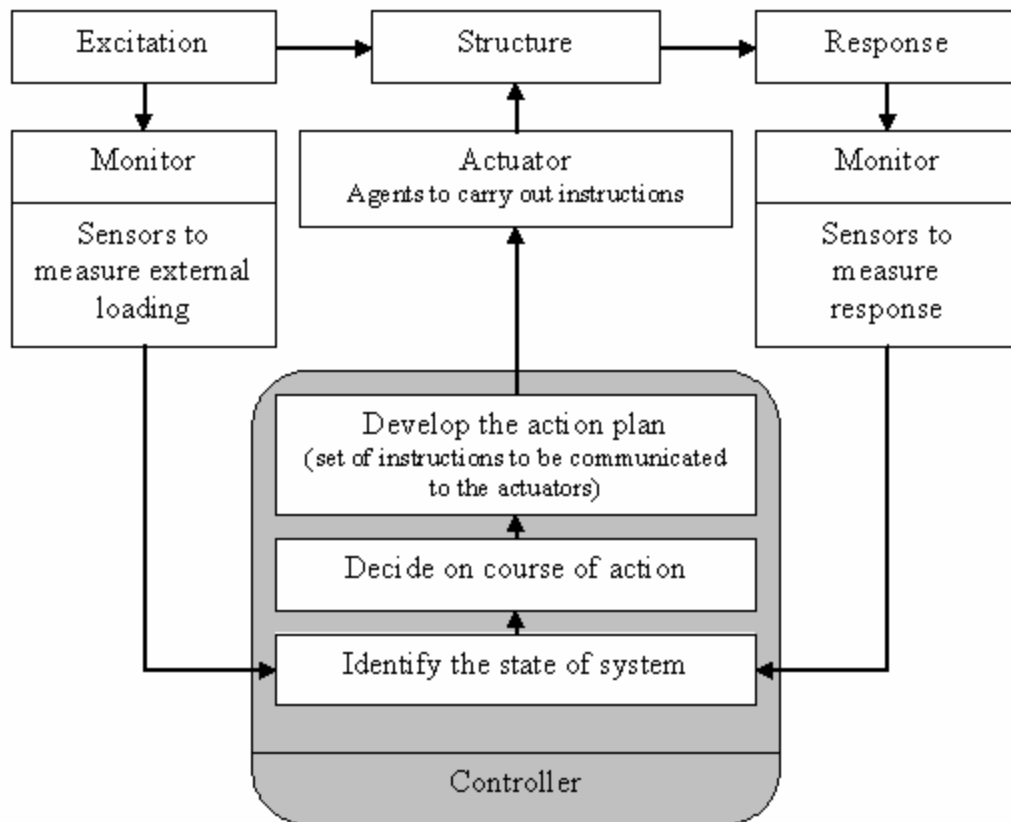 Excitation
Structure
Response
Monitor
Sensors to
measure external
loading
Actuator
Agents to carry out instructions
Monitor
Sensors to
measure
response
Develop the action plan
(set of instructions to be communicated
to the actuators)
Decide on course of action
Identify the state of system
Controller